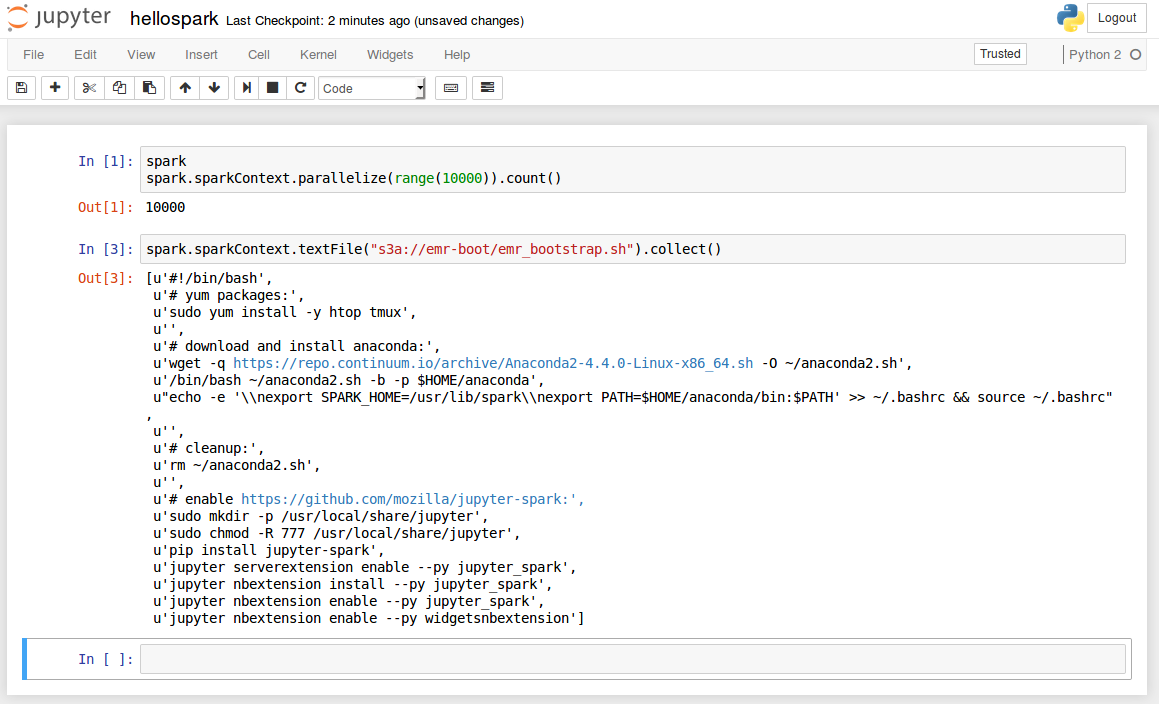 jupyter hellospark Last Checkpoint: 2 minutes ago (unsaved changes) Logout
File Edit View Insert Cell Kernel Widgets Help Trusted Python 2
Code
In [1]: spark
spark.sparkContext.parallelize(range(10000)).count()
Out[1]: 10000
In [3]: spark.sparkContext.textFile("s3a://emr-boot/emr_bootstrap.sh").collect()
Out[3]: [u'#!/bin/bash',
u'# yum packages:',
u'sudo yum install -y htop tmux',
u'',
u'# download and install anaconda:',
u'wget -q https://repo.continuum.io/archive/Anaconda2-4.4.0-Linux-x86_64.sh -O ~/anaconda2.sh',
u'/bin/bash ~/anaconda2.sh -b -p $HOME/anaconda',
u"echo -e '\\nexport SPARK_HOME=/usr/lib/spark\\nexport PATH=$HOME/anaconda/bin:$PATH' >> ~/.bashrc && source ~/.bashrc"
,
u'',
u'# cleanup:',
u'rm ~/anaconda2.sh',
u'',
u'# enable https://github.com/mozilla/jupyter-spark:',
u'sudo mkdir -p /usr/local/share/jupyter',
u'sudo chmod -R 777 /usr/local/share/jupyter',
u'pip install jupyter-spark',
u'jupyter serverextension enable --py jupyter_spark',
u'jupyter nbextension install --py jupyter_spark',
u'jupyter nbextension enable --py jupyter_spark',
u'jupyter nbextension enable --py widgetsnbextension']
In [ ]: